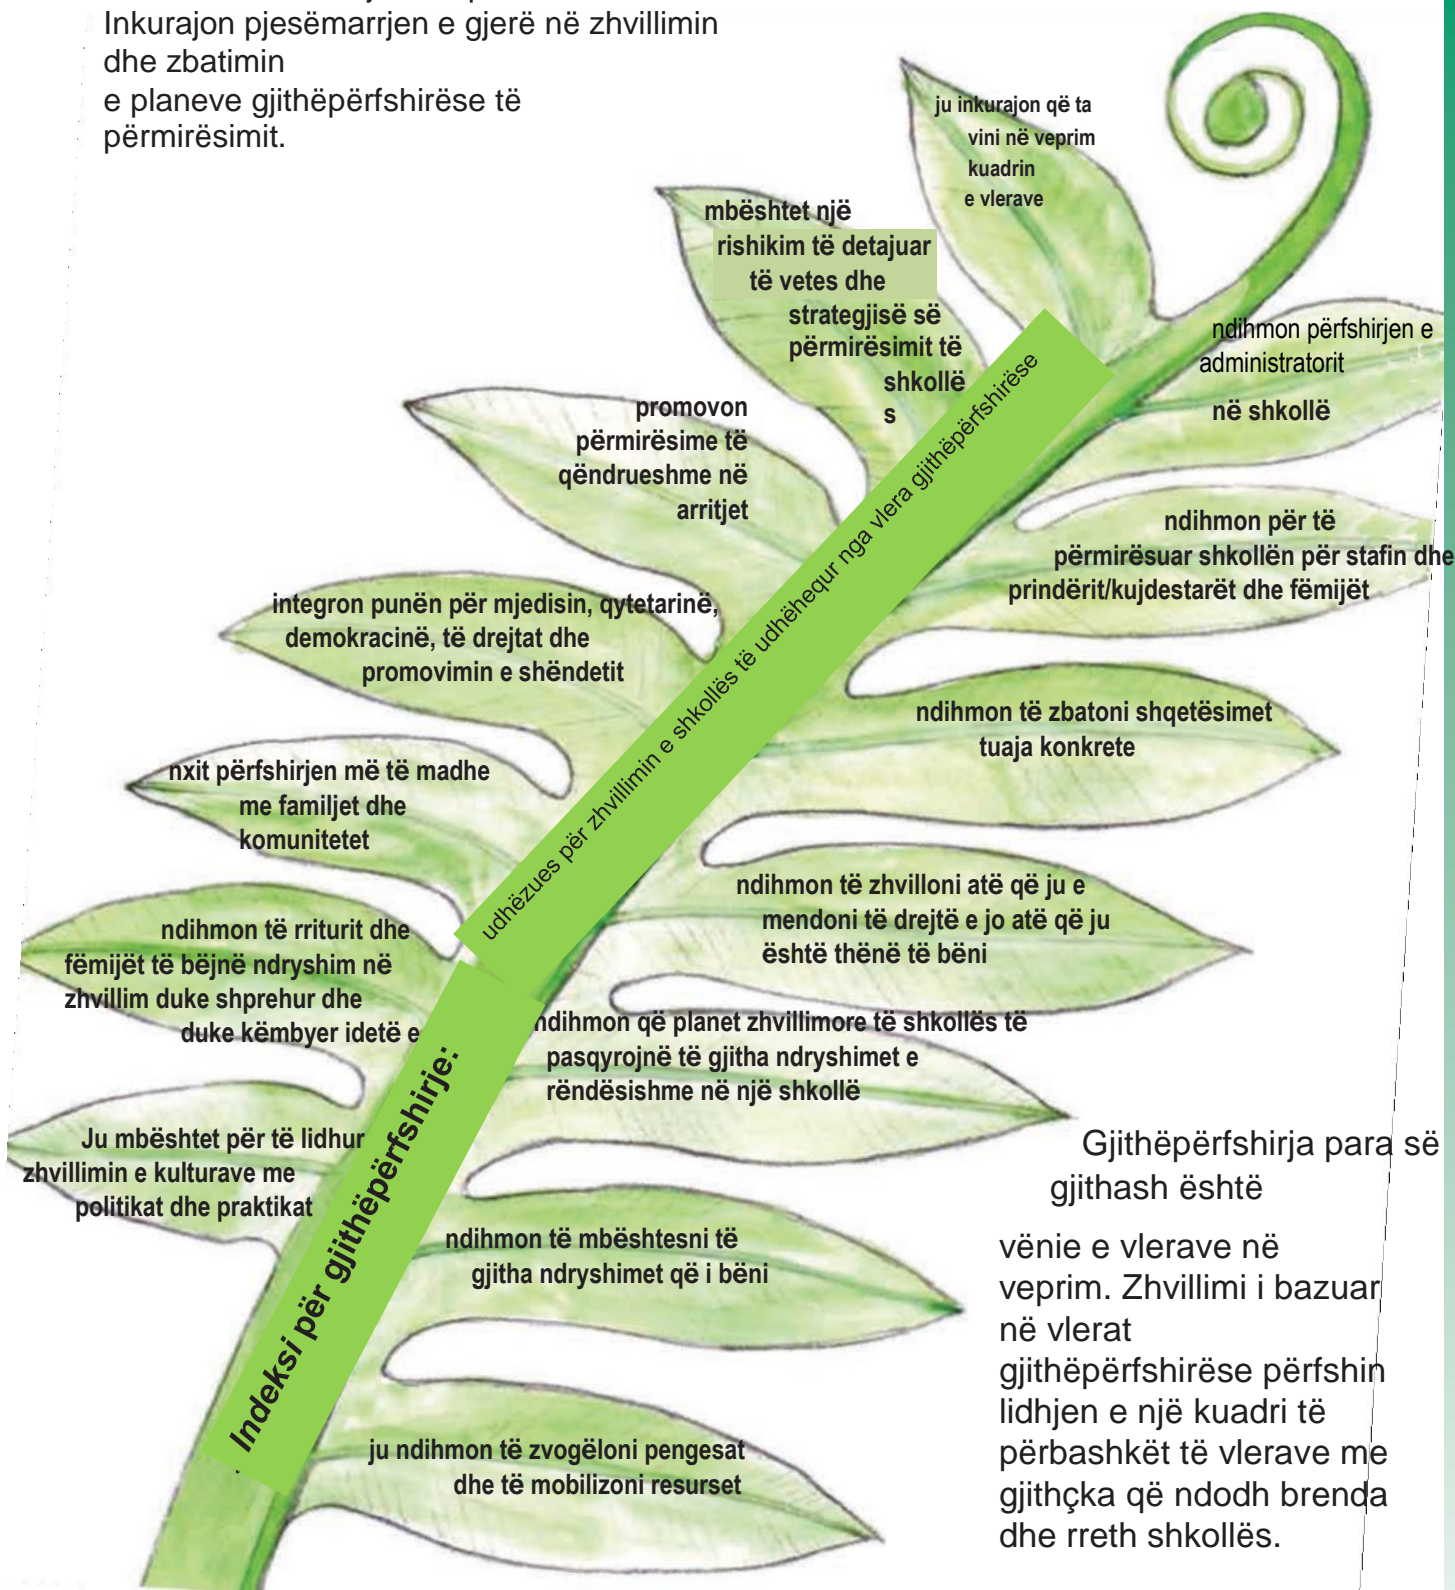 Inkurajon pjesëmarrjen e gjerë në zhvillimin
dhe zbatimin
e planeve gjithëpërfshirëse të
përmirësimit.
ju inkurajon që ta
vini në veprim
kuadrin
e vlerave
mbështet një
rishikim të detajuar
të vetes dhe
strategjisë së
përmirësimit të
shkollë
s
ndihmon përfshirjen e
administratorit
në shkollë
promovon
përmirësime të
qëndrueshme në
arritjet
ndihmon për të
përmirësuar shkollën për stafin dhe
prindërit/kujdestarët dhe fëmijët
integron punën për mjedisin, qytetarinë,
demokracinë, të drejtat dhe
promovimin e shëndetit
ndihmon të zbatoni shqetësimet
tuaja konkrete
nxit përfshirjen më të madhe
me familjet dhe
komunitetet
ndihmon të zhvilloni atë që ju e
mendoni të drejtë e jo atë që ju
është thënë të bëni
ndihmon të rriturit dhe
fëmijët të bëjnë ndryshim në
zhvillim duke shprehur dhe
duke këmbyer idetë e
ndihmon që planet zhvillimore të shkollës të
pasqyrojnë të gjitha ndryshimet e
rëndësishme në një shkollë
Ju mbështet për të lidhur
zhvillimin e kulturave me
politikat dhe praktikat
ndihmon të mbështesni të
gjitha ndryshimet që i bëni
ju ndihmon të zvogëloni pengesat
dhe të mobilizoni resurset
Indeksi për gjithëpërfshirje:
udhëzues për zhvillimin e shkollës të udhëhequr nga vlera gjithëpërfshirëse
Gjithëpërfshirja para së
gjithash është
vënie e vlerave në
veprim. Zhvillimi i bazuar
në vlerat
gjithëpërfshirëse përfshin
lidhjen e një kuadri të
përbashkët të vlerave me
gjithçka që ndodh brenda
dhe rreth shkollës.